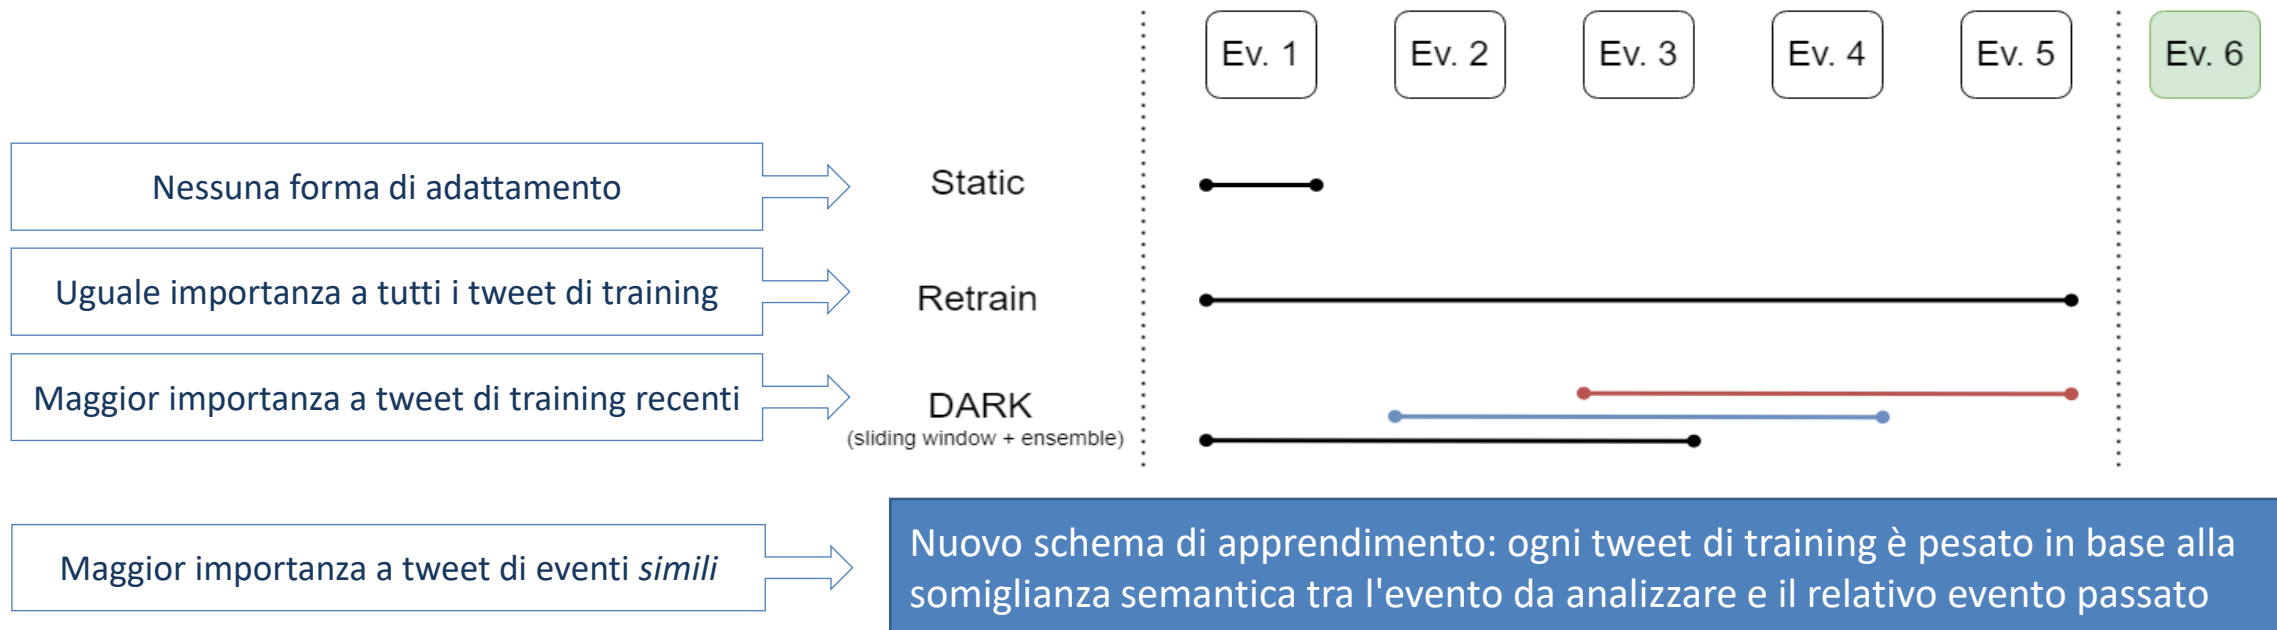 Ev. 1
Ev. 2
Ev. 3
Ev. 4
Ev. 5
Ev. 6
Nessuna forma di adattamento
Static
Uguale importanza a tutti i tweet di training
Retrain
Maggior importanza a tweet di training recenti
DARK
(sliding window + ensemble)
Maggior importanza a tweet di eventi simili
Nuovo schema di apprendimento: ogni tweet di training è pesato in base alla
somiglianza semantica tra l'evento da analizzare e il relativo evento passato